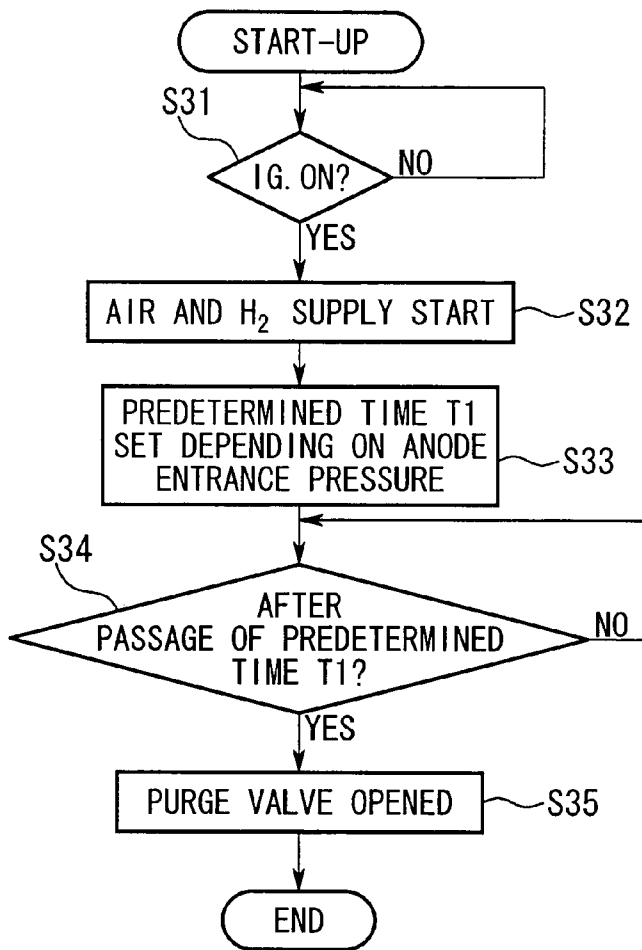 START-UP
S31
IG. ON?
NO
YES
AIR AND H₂ SUPPLY START
S32
PREDETERMINED TIME T1
SET DEPENDING ON ANODE
ENTRANCE PRESSURE
S33
S34
AFTER
PASSAGE OF PREDETERMINED
TIME T1?
NO
YES
PURGE VALVE OPENED
S35
END